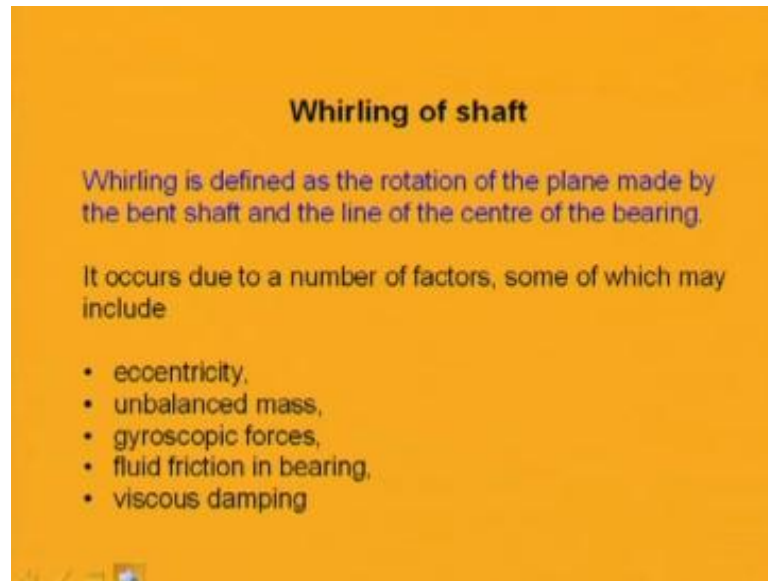 Whirling of shaft
Whirling is defined as the rotation of the plane made by
the bent shaft and the line of the centre of the bearing.
It occurs due to a number of factors, some of which may
include
• eccentricity,
• unbalanced mass,
• gyroscopic forces,
• fluid friction in bearing,
• viscous damping